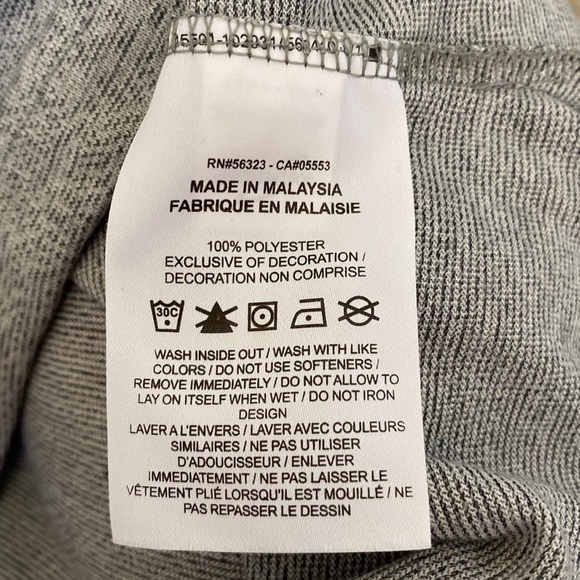 RN#56323 - CA#05553
MADE IN MALAYSIA
FABRIQUE EN MALAISIE
100% POLYESTER
EXCLUSIVE OF DECORATION /
DECORATION NON COMPRISE
30C
WASH INSIDE OUT / WASH WITH LIKE
COLORS / DO NOT USE SOFTENERS /
REMOVE IMMEDIATELY / DO NOT ALLOW TO
LAY ON ITSELF WHEN WET / DO NOT IRON
DESIGN
LAVER A L'ENVERS / LAVER AVEC COULEURS
SIMILAIRES / NE PAS UTILISER
D'ADOUCISSEUR / ENLEVER
IMMEDIATEMENT / NE PAS LAISSER LE
VÊTEMENT PLIÉ LORSQU'IL EST MOUILLÉ / NE
PAS REPASSER LE DESSIN